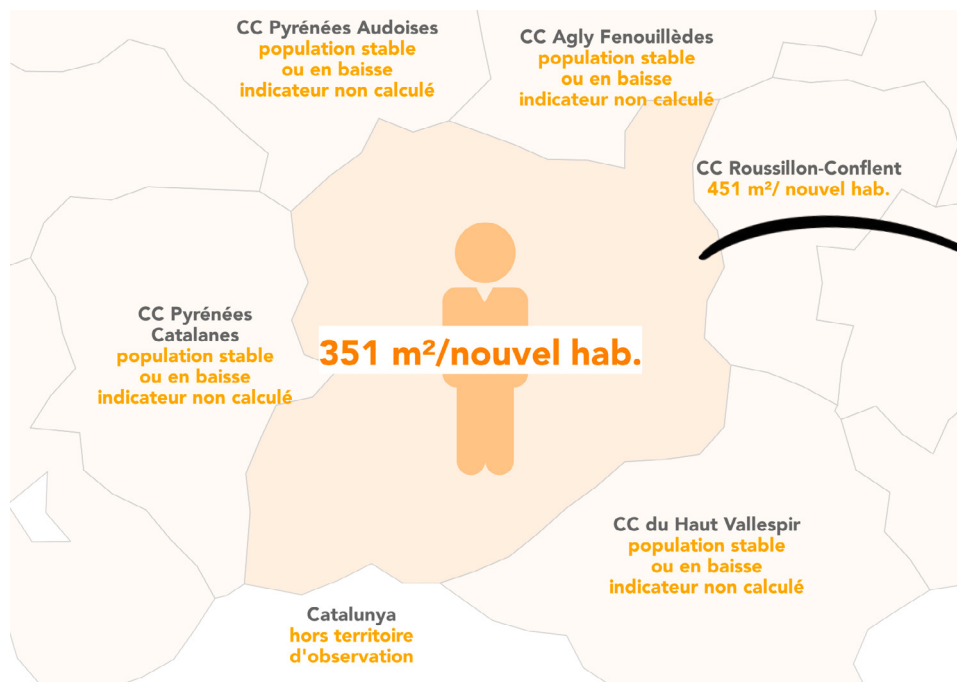 CC Pyrénées Audoises
population stable
ou en baisse
indicateur non calculé
CC Agly Fenouillèdes
population stable
ou en baisse
indicateur non calculé
CC Roussillon-Conflent
451 m²/ nouvel hab.
CC Pyrénées
Catalanes
population stable
ou en baisse
indicateur non calculé
351 m²/nouvel hab.
CC du Haut Vallespir
population stable
ou en baisse
indicateur non calculé
Catalunya
hors territoire
d'observation